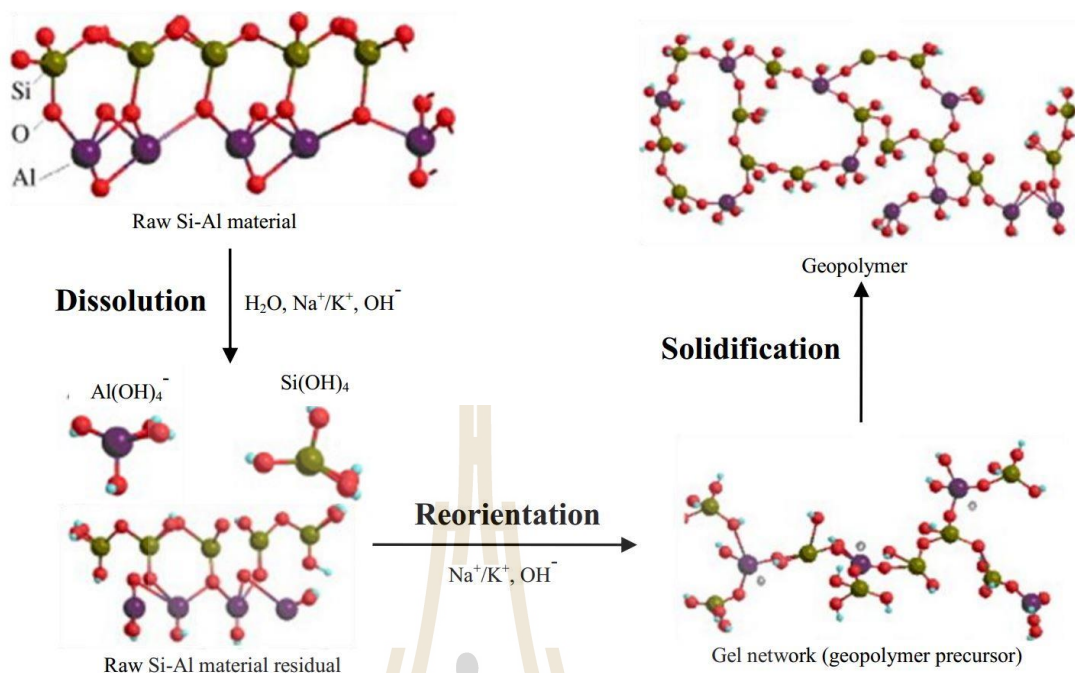 Si
O
Al
Raw Si-Al material
Dissolution
H₂O, Na⁺/K⁺, OH⁻
Al(OH)₄⁻
Si(OH)₄
Raw Si-Al material residual
Reorientation
Na⁺/K⁺, OH⁻
Gel network (geopolymer precursor)
Solidification
Geopolymer